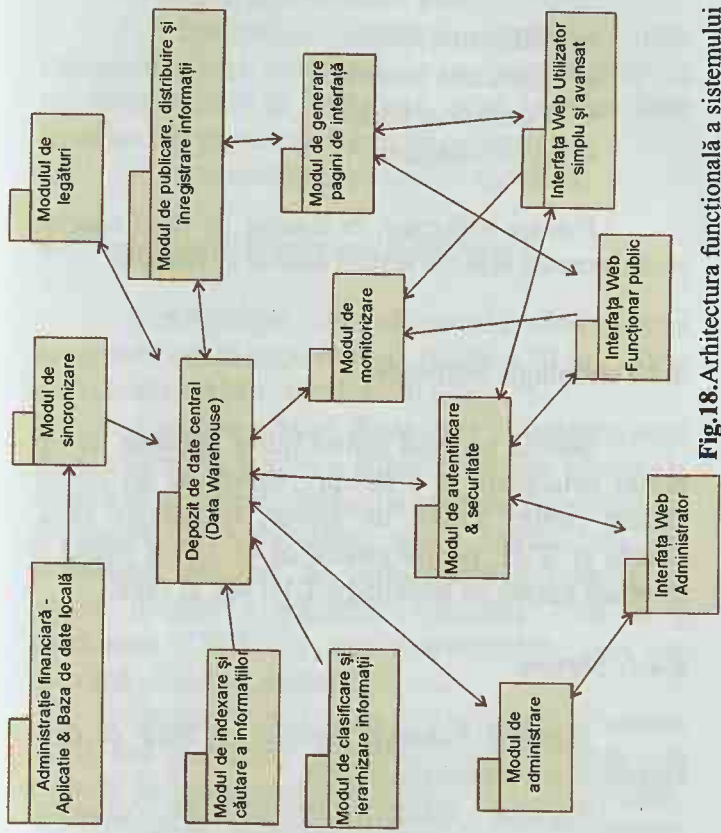 Administrație financiară -
Aplicatie & Baza de date locală
Modul de
sincronizare
Modulul de
legături
Modul de publicare, distribuire și
înregistrare informații
Depozit de date central
(Data Warehouse)
Modul de indexare și
căutare a informațiilor
Modul de clasificare și
ierarhizare informații
Modul de generare
pagini de interfață
Modul de
monitorizare
Modul de autentificare
& securitate
Modul de
administrare
Interfața Web
Administrator
Interfața Web
Funcționar public
Interfața Web Utilizator
simplu și avansat
Fig.18.Arhitectura funcțională a sistemului